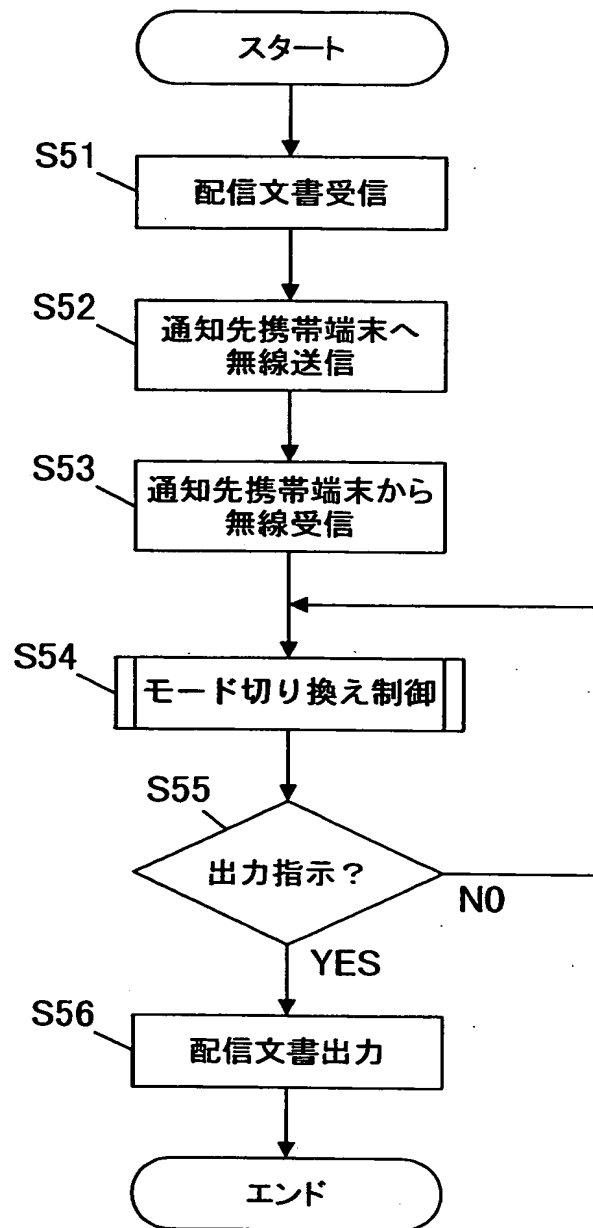 スタート
S51
配信文書受信
S52
通知先携帯端末へ
無線送信
S53
通知先携帯端末から
無線受信
S54
モード切り換え制御
S55
出力指示？
NO
YES
S56
配信文書出力
エンド